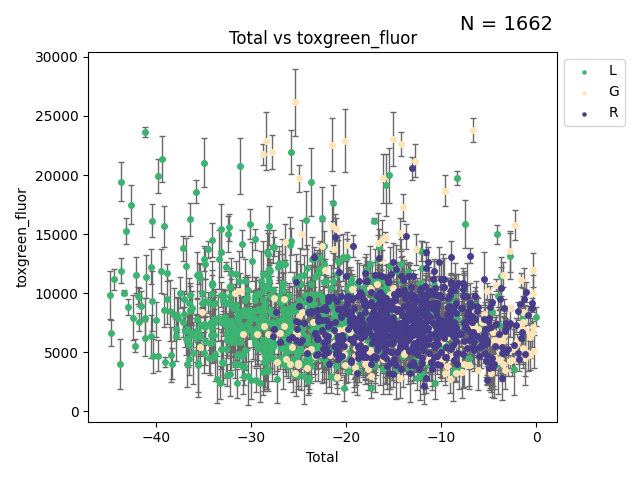 N = 1662
Total vs toxgreen_fluor
30000
25000
20000
15000
10000
5000
0
toxgreen_fluor
−40
−30
−20
−10
0
Total
L
G
R